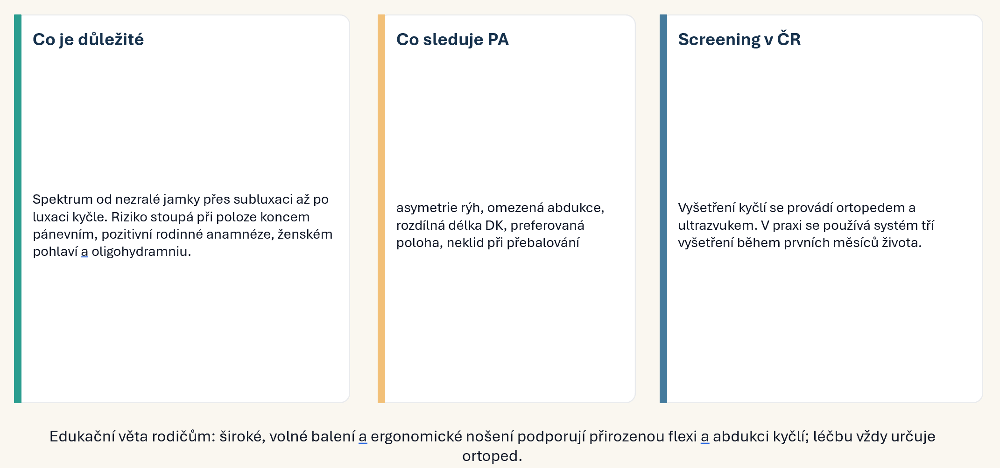 Co je důležité
Spektrum od nezralé jamky přes subluxaci až po
luxaci kyčle. Riziko stoupá při poloze koncem
pánevním, pozitivní rodinné anamnéze, ženském
pohlaví a oligohydramniu.
Co sleduje PA
asymetrie rýh, omezená abdukce,
rozdílná délka DK, preferovaná
poloha, neklid při přebalování
Screening v ČR
Vyšetření kyčlí se provádí ortopedem a
ultrazvukem. V praxi se používá systém tří
vyšetření během prvních měsíců života.
Edukační věta rodičům: široké, volné balení a ergonomické nošení podporují přirozenou flexi a abdukci kyčlí; léčbu vždy určuje
ortoped.